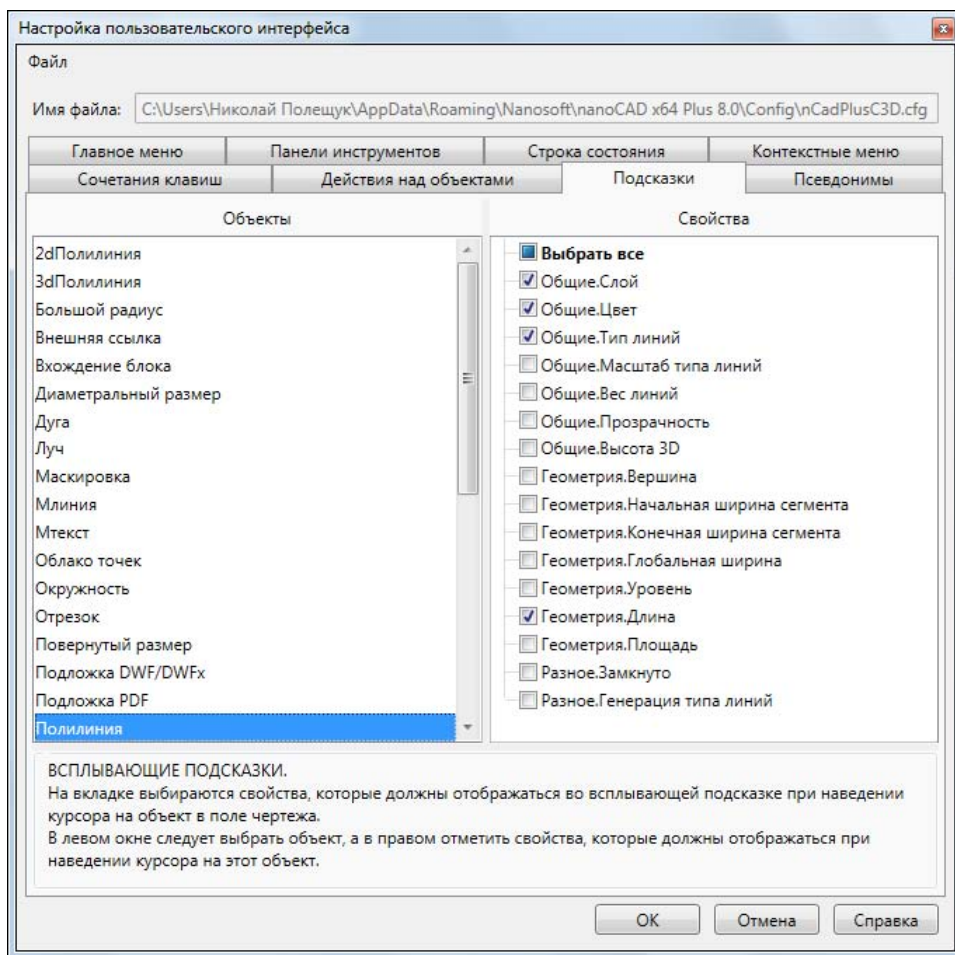 Настройка пользовательского интерфейса
Файл
Имя файла: C:\Users\Николай Полещук\AppData\Roaming\Nanosoft\nanoCAD x64 Plus 8.0\Config\nCadPlusC3D.cfg
Главное меню Панели инструментов Строка состояния Контекстные меню
Сочетания клавиш Действия над объектами Подсказки Псевдонимы
Объекты
2dПолилиния
3dПолилиния
Большой радиус
Внешняя ссылка
Вхождение блока
Диаметральный размер
Дуга
Луч
Маскировка
Млиния
Мтекст
Облако точек
Окружность
Отрезок
Повернутый размер
Подложка DWF/DWFx
Подложка PDF
Полилиния
Свойства
Выбрать все
Общие.Слой
Общие.Цвет
Общие.Тип линий
Общие.Масштаб типа линий
Общие.Вес линий
Общие.Прозрачность
Общие.Высота 3D
Геометрия.Вершина
Геометрия.Начальная ширина сегмента
Геометрия.Конечная ширина сегмента
Геометрия.Глобальная ширина
Геометрия.Уровень
Геометрия.Длина
Геометрия.Площадь
Разное.Замкнуто
Разное.Генерация типа линий
ВСПЛЫВАЮЩИЕ ПОДСКАЗКИ.
На вкладке выбираются свойства, которые должны отображаться во всплывающей подсказке при наведении
курсора на объект в поле чертежа.
В левом окне следует выбрать объект, а в правом отметить свойства, которые должны отображаться при
наведении курсора на этот объект.
ОК Отмена Справка